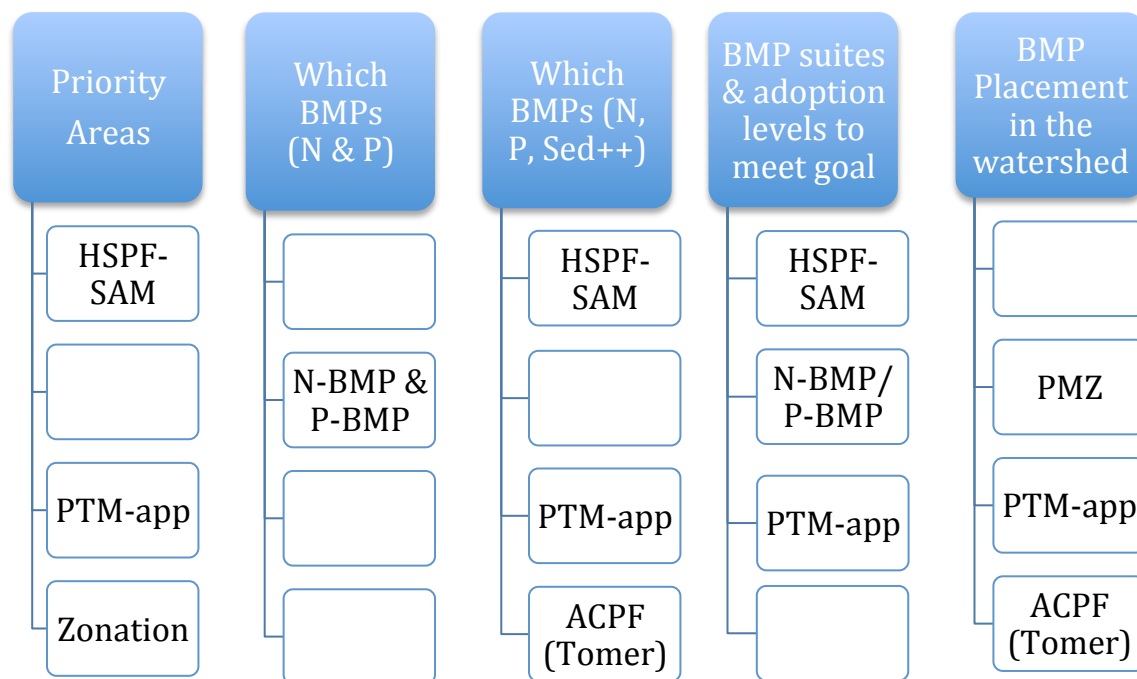 Priority
Areas
HSPF-
SAM
PTM-app
Zonation
Which
BMPs
(N & P)
N-BMP &
P-BMP
Which
BMPs (N,
P, Sed++)
HSPF-
SAM
PTM-app
ACPF
(Tomer)
BMP suites
& adoption
levels to
meet goal
HSPF-
SAM
N-BMP/
P-BMP
PTM-app
BMP
Placement
in the
watershed
PMZ
PTM-app
ACPF
(Tomer)